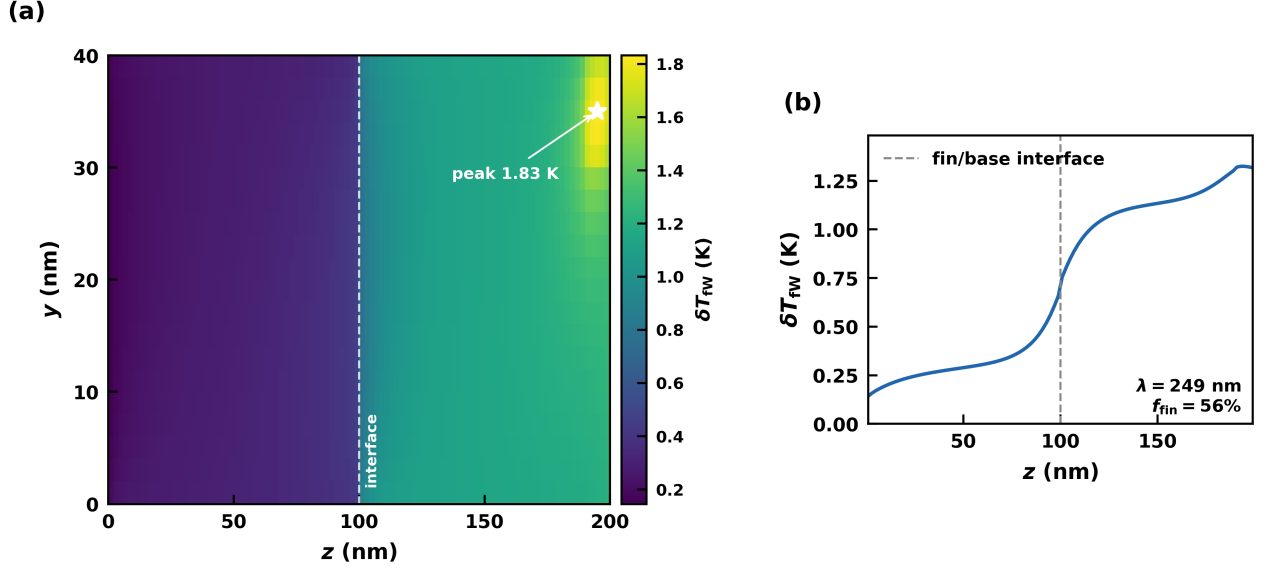 (a)
40
30
20
10
0
y (nm)
0
50
100
150
200
z (nm)
peak 1.83 K
interface
1.8
1.6
1.4
1.2
1.0
0.8
0.6
0.4
0.2
δT_fW (K)
(b)
fin/base interface
1.25
1.00
0.75
0.50
0.25
0.00
δT_fW (K)
λ = 249 nm
f_fin = 56%
50
100
150
z (nm)